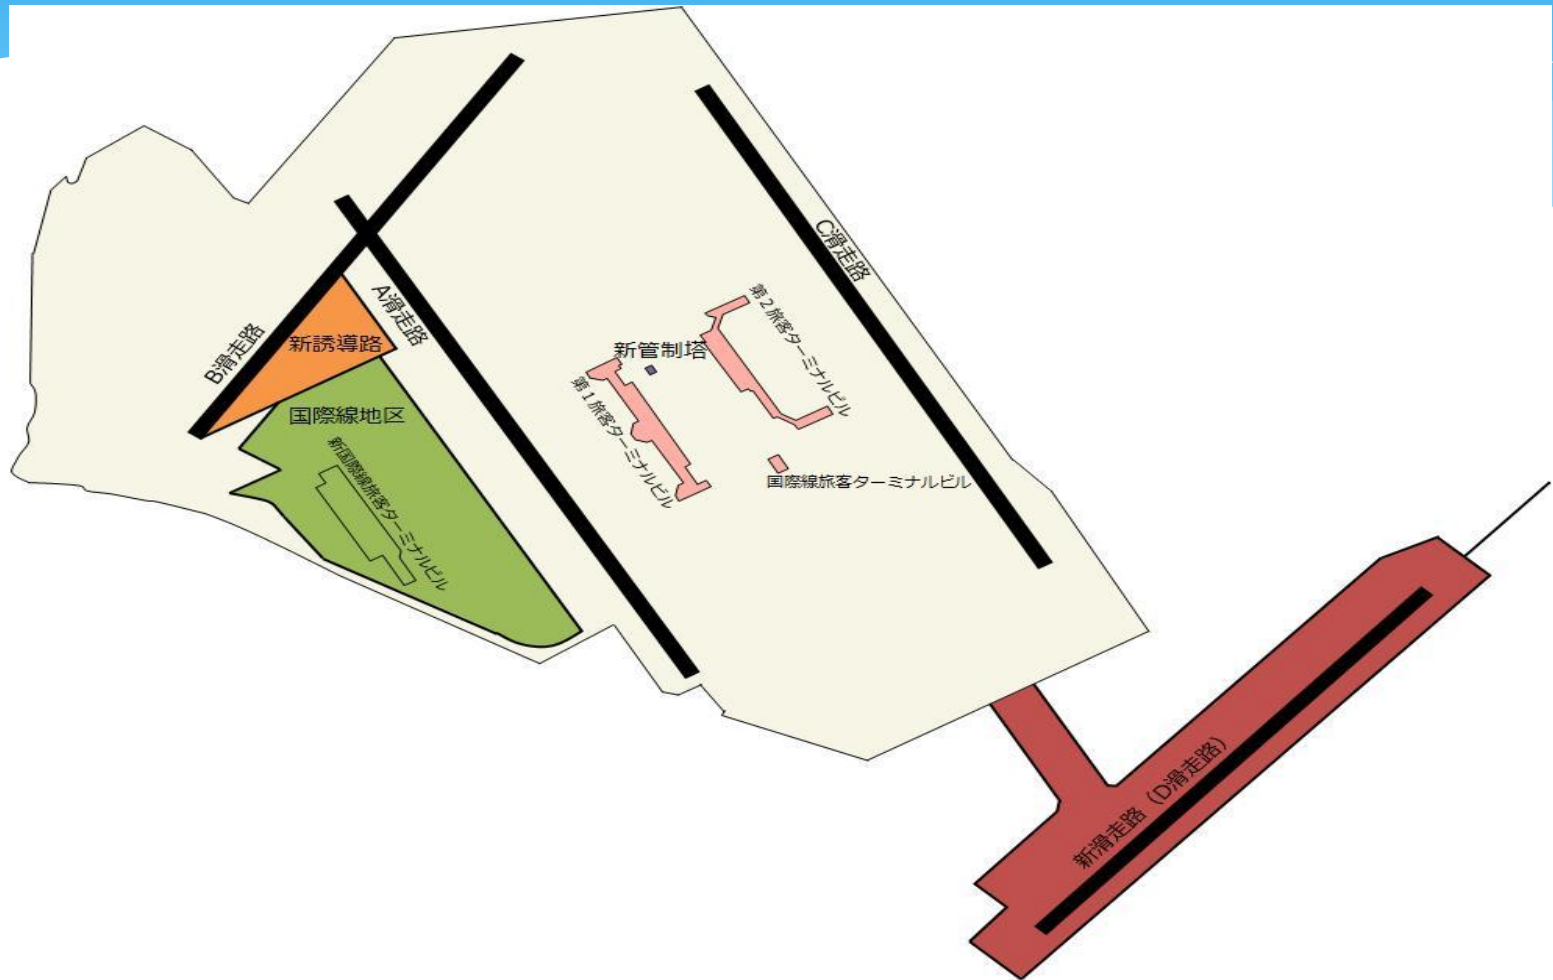 C滑走路
A滑走路
B滑走路
新誘導路
新管制塔
第2旅客ターミナルビル
第1旅客ターミナルビル
国際線地区
新国際線旅客ターミナルビル
国際線旅客ターミナルビル
新滑走路（D滑走路）